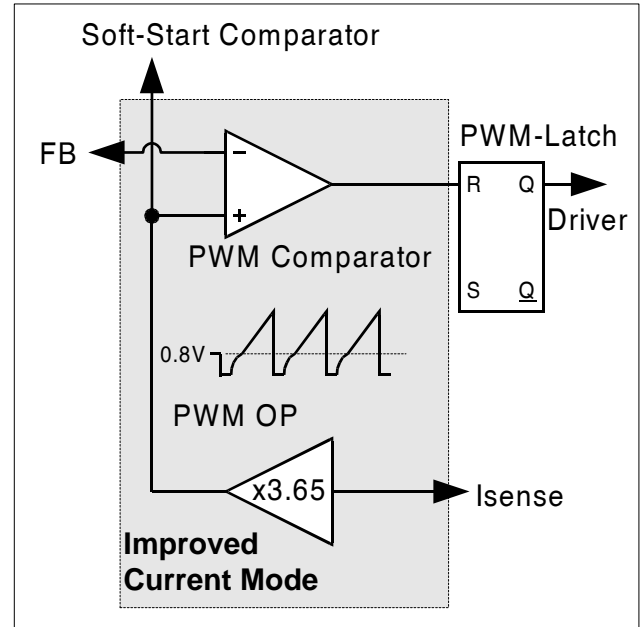 Soft-Start Comparator
FB
PWM-Latch
−
+
R Q
Driver
PWM Comparator
S Q
0.8V
PWM OP
x3.65
Isense
Improved
Current Mode